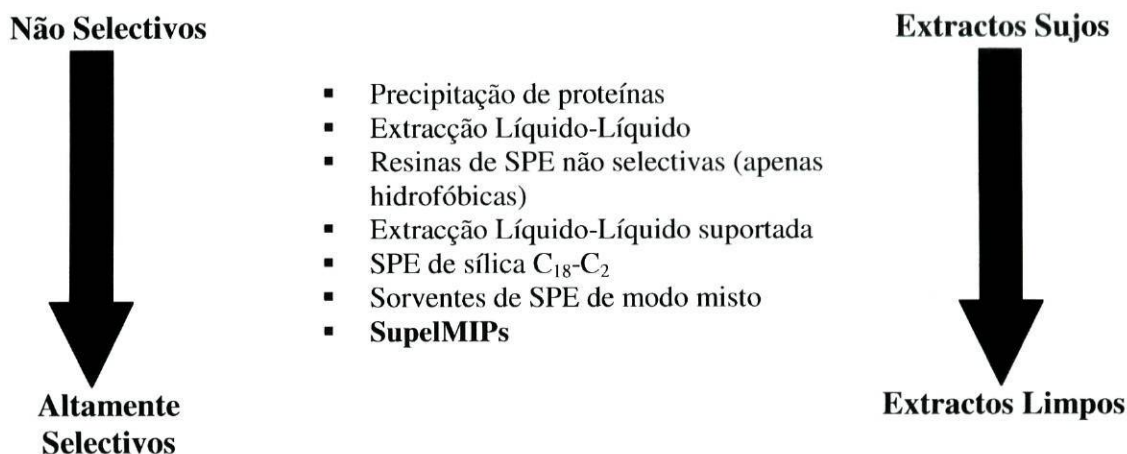 Não Selectivos
Extractos Sujos
▪ Precipitação de proteínas
▪ Extracção Líquido-Líquido
▪ Resinas de SPE não selectivas (apenas
hidrofóbicas)
▪ Extracção Líquido-Líquido suportada
▪ SPE de sílica C₁₈-C₂
▪ Sorventes de SPE de modo misto
▪ SupelMIPs
Altamente
Selectivos
Extractos Limpos